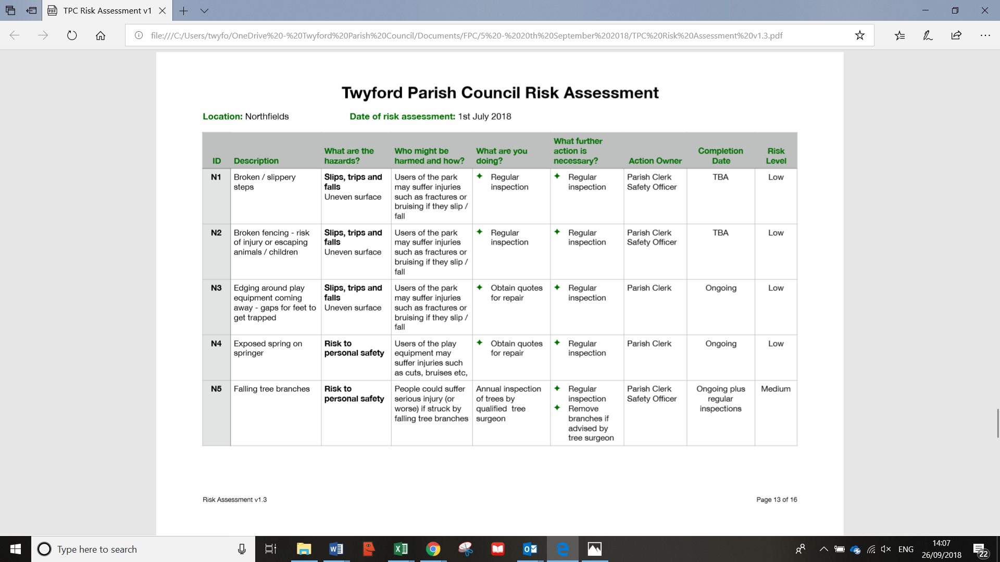 TPC Risk Assessment v1
file:///C:/Users/twyfo/OneDrive%20-%20Twyford%20Parish%20Council/Documents/FPC/5%20-%2020th%20September%202018/TPC%20Risk%20Assessment%20v1.3.pdf
Twyford Parish Council Risk Assessment
Location: Northfields Date of risk assessment: 1st July 2018
ID
Description
What are the
hazards?
Who might be
harmed and how?
What are you
doing?
What further
action is
necessary?
Action Owner
Completion
Date
Risk
Level
N1
Broken / slippery
steps
Slips, trips and
falls
Uneven surface
Users of the park
may suffer injuries
such as fractures or
bruising if they slip /
fall
✦ Regular
inspection
✦ Regular
inspection
Parish Clerk
Safety Officer
TBA
Low
N2
Broken fencing - risk
of injury or escaping
animals / children
Slips, trips and
falls
Uneven surface
Users of the park
may suffer injuries
such as fractures or
bruising if they slip /
fall
✦ Regular
inspection
✦ Regular
inspection
Parish Clerk
Safety Officer
TBA
Low
N3
Edging around play
equipment coming
away - gaps for feet to
get trapped
Slips, trips and
falls
Uneven surface
Users of the park
may suffer injuries
such as fractures or
bruising if they slip /
fall
✦ Obtain quotes
for repair
✦ Regular
inspection
Parish Clerk
Ongoing
Low
N4
Exposed spring on
springer
Risk to
personal safety
Users of the play
equipment may
suffer injuries such
as cuts, bruises etc,
✦ Obtain quotes
for repair
✦ Regular
inspection
Parish Clerk
Ongoing
Low
N5
Falling tree branches
Risk to
personal safety
People could suffer
serious injury (or
worse) if struck by
falling tree branches
Annual inspection
of trees by
qualified tree
surgeon
✦ Regular
inspection
✦ Remove
branches if
advised by
tree surgeon
Parish Clerk
Safety Officer
Ongoing plus
regular
inspections
Medium
Risk Assessment v1.3 Page 13 of 16
Type here to search
ENG
14:07
26/09/2018
22